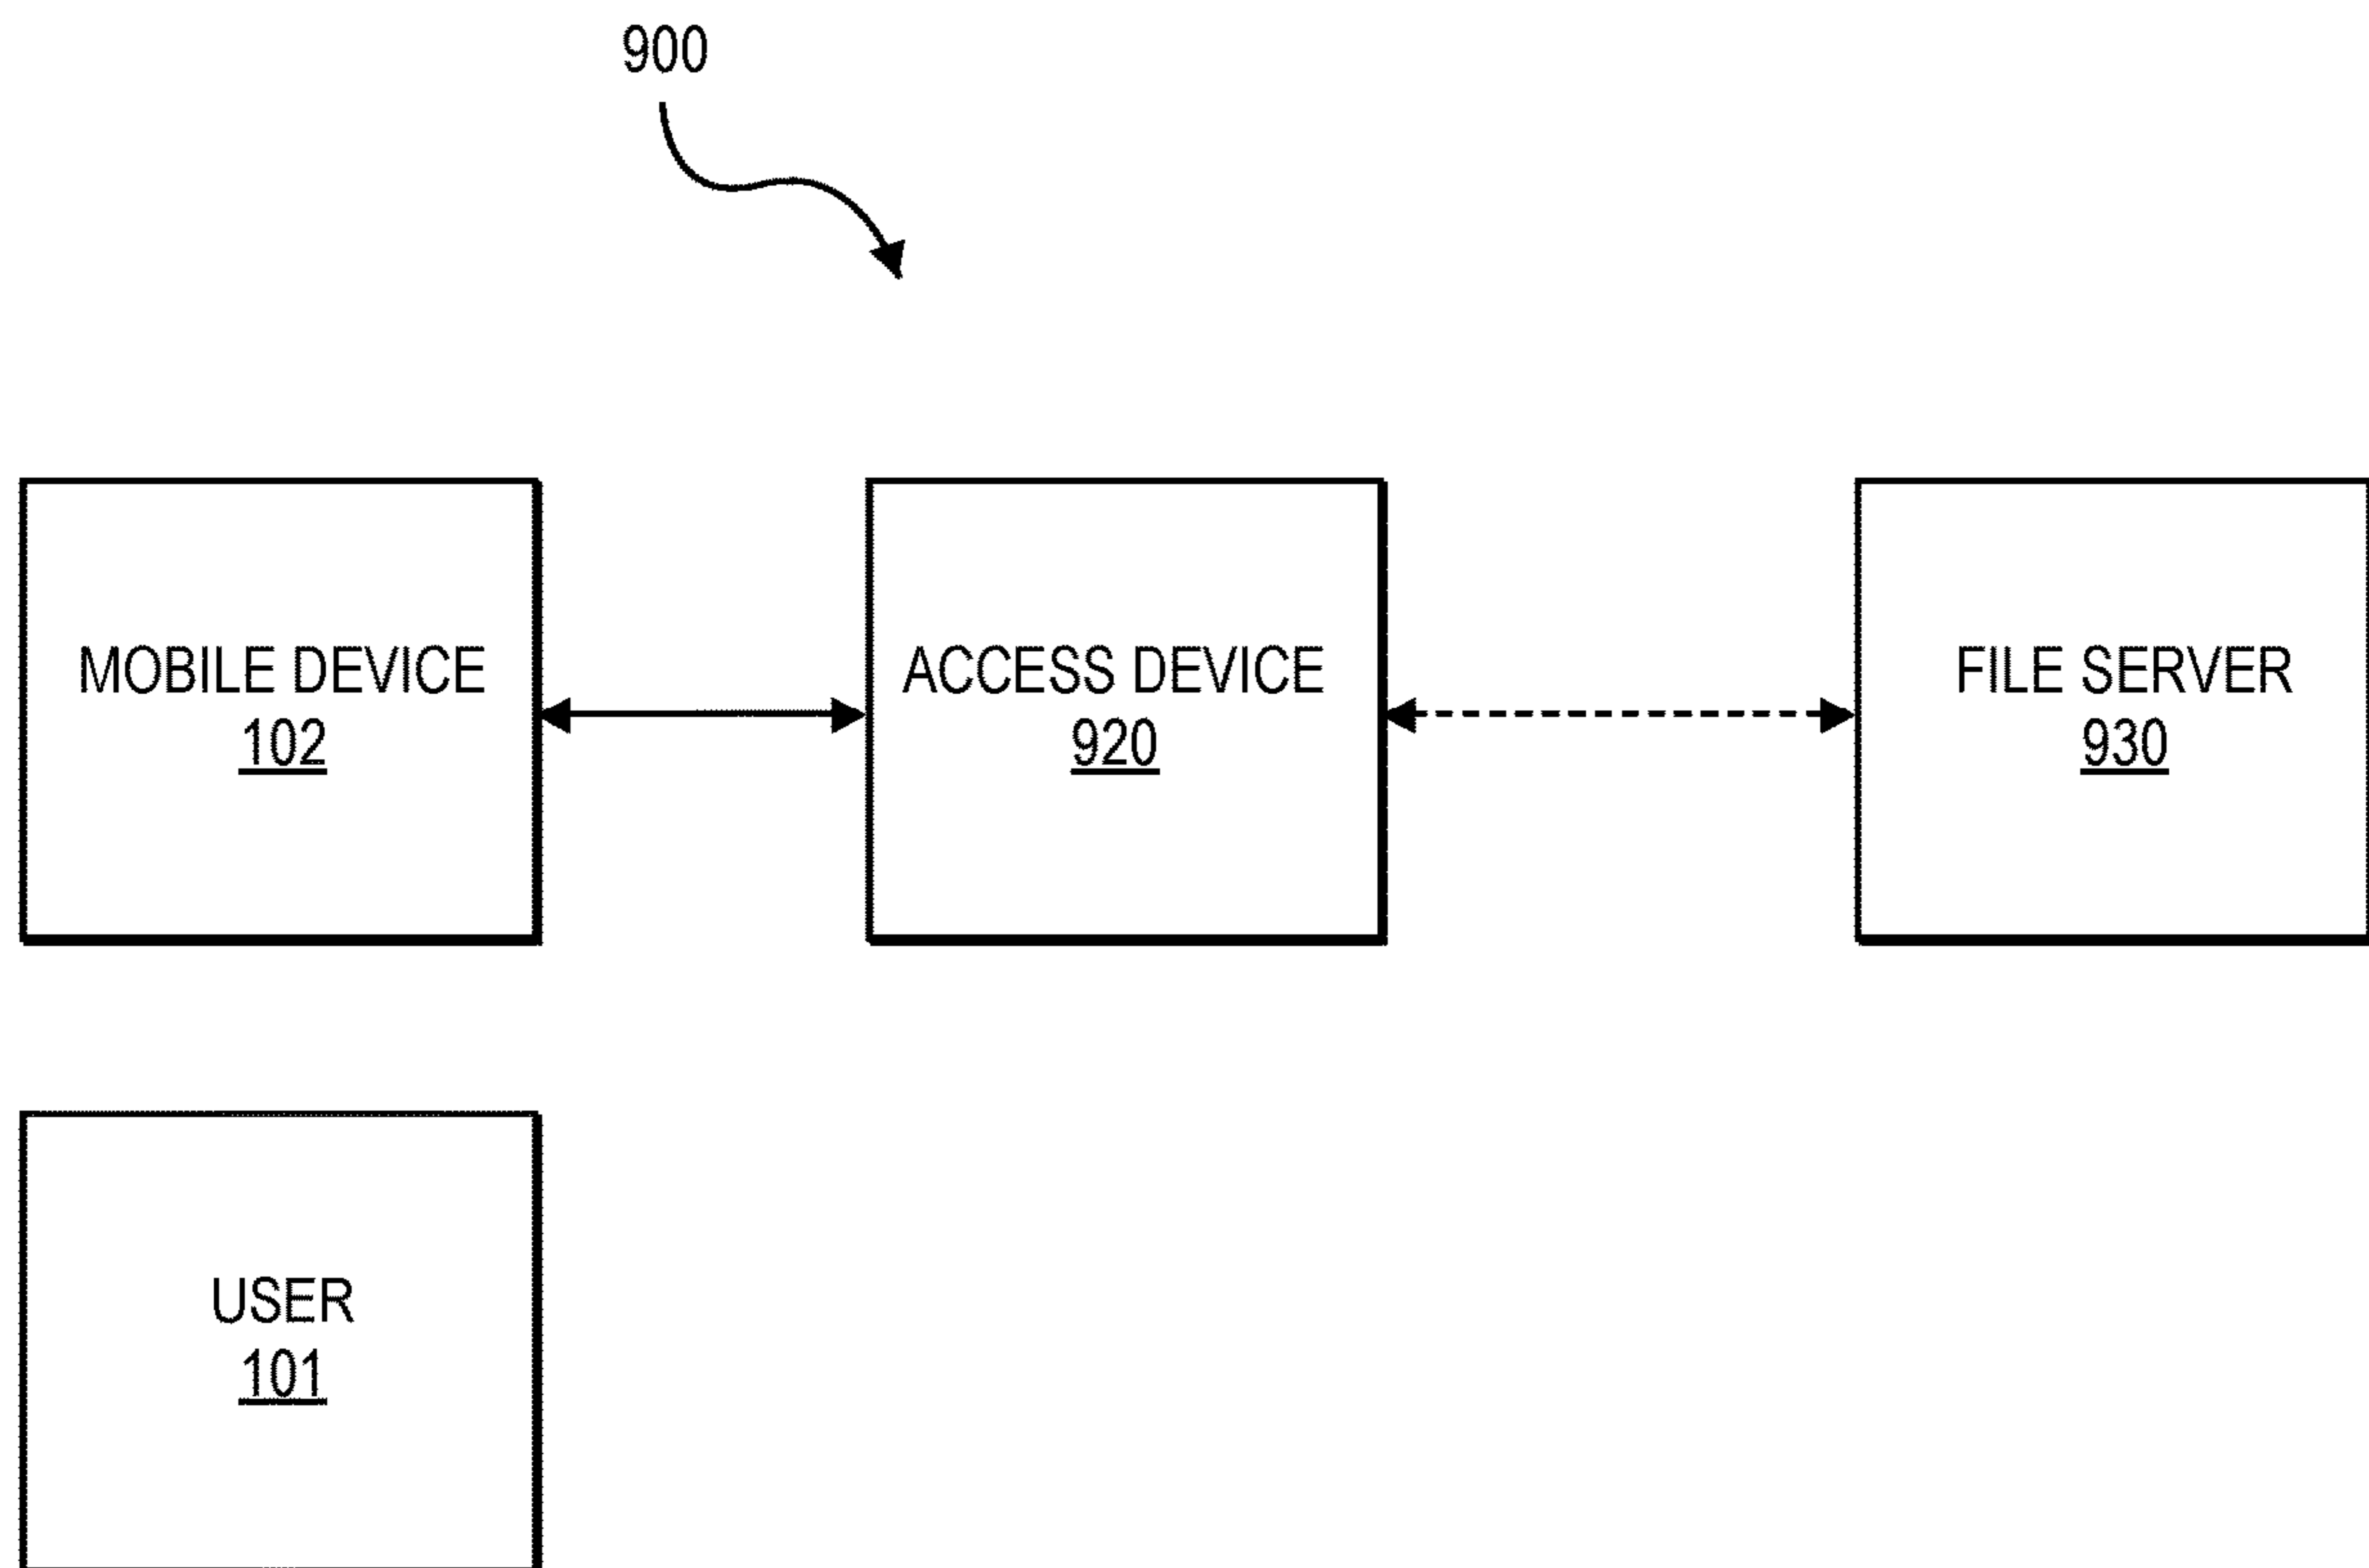 900
MOBILE DEVICE
102
ACCESS DEVICE
920
FILE SERVER
930
USER
101